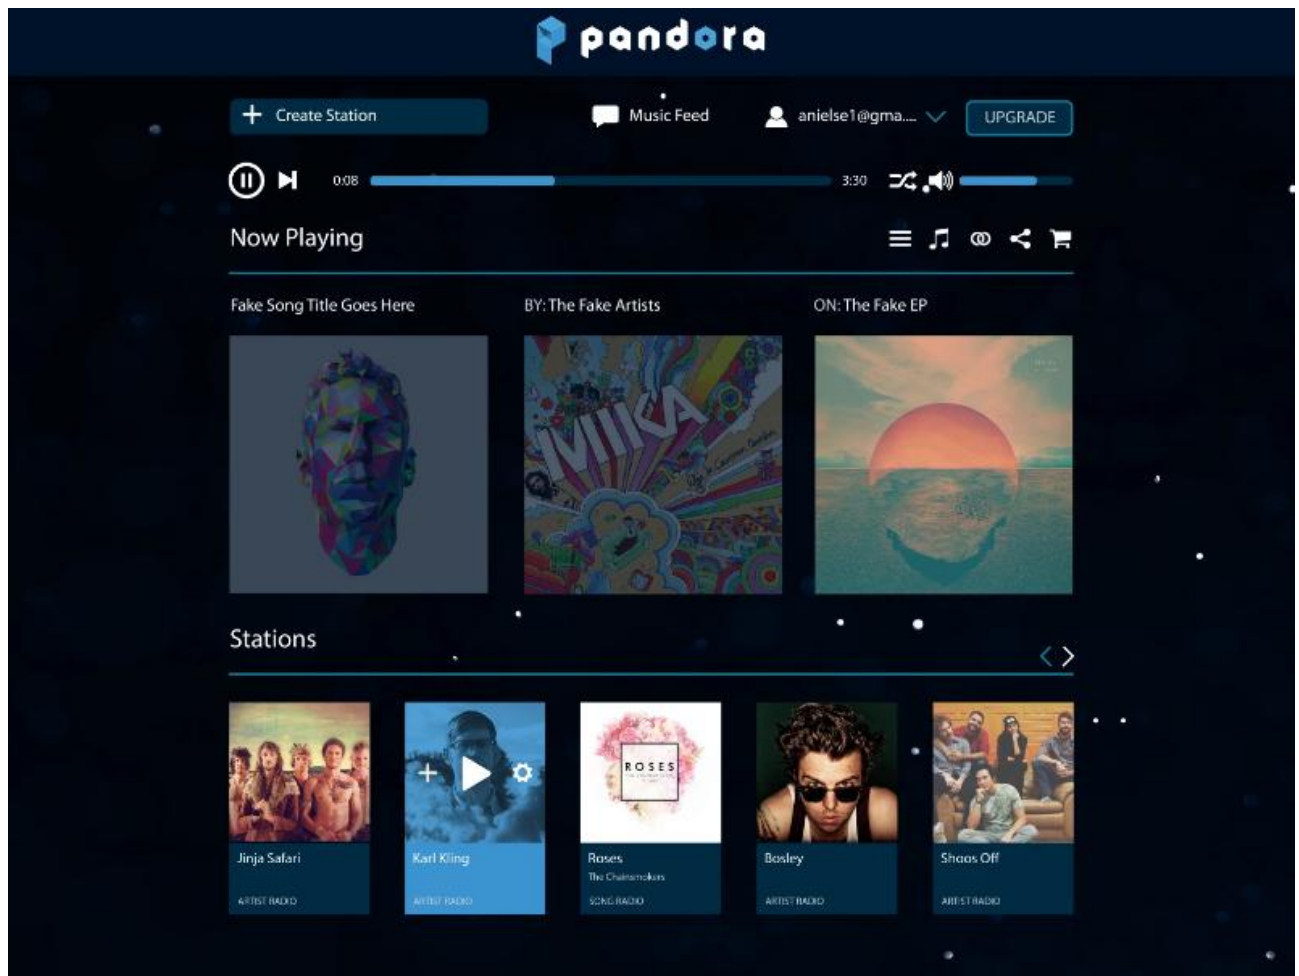 pandora
Create Station
Music Feed
anielse1@gma....
UPGRADE
0:08
3:30
Now Playing
Fake Song Title Goes Here
BY: The Fake Artists
ON: The Fake EP
MIKA
Stations
ROSES
Jinja Safari
Karl Kling
Roses
Bosley
Shoos Off
The Chainsmokers
ARTIST RADIO
ARTIST RADIO
SONG RADIO
ARTIST RADIO
ARTIST RADIO